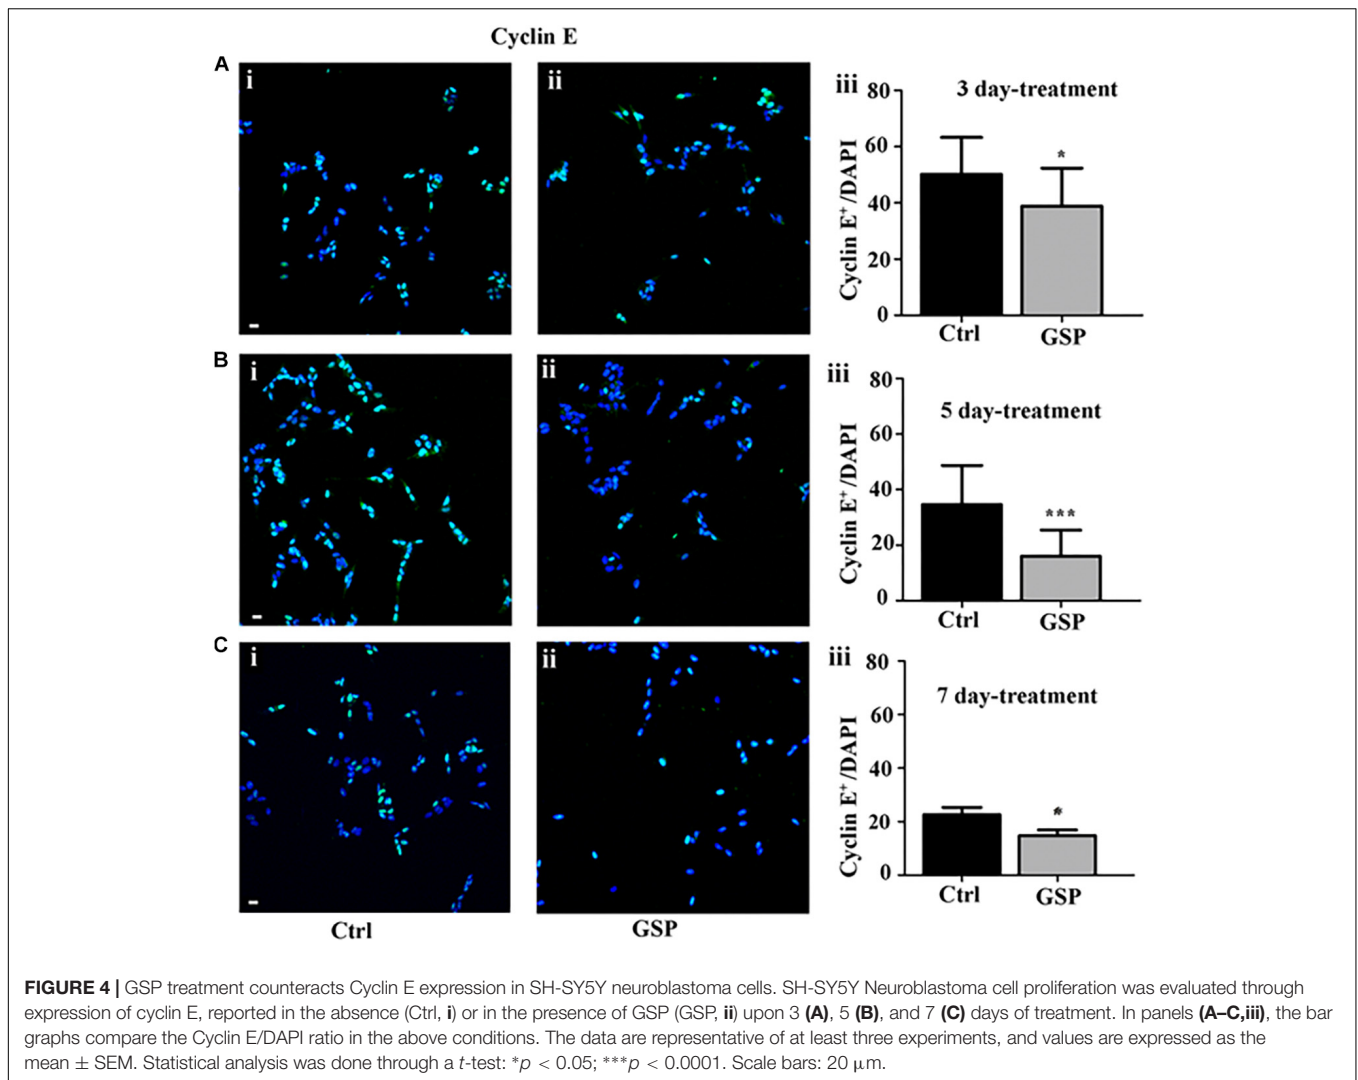 Cyclin E
A
i
ii
iii
3 day-treatment
Cyclin E+/DAPI
80
60
40
20
0
*
Ctrl
GSP
B
i
ii
iii
5 day-treatment
Cyclin E+/DAPI
80
60
40
20
0
***
Ctrl
GSP
C
i
ii
iii
7 day-treatment
Cyclin E+/DAPI
80
60
40
20
0
*
Ctrl
GSP
Ctrl
GSP
FIGURE 4 | GSP treatment counteracts Cyclin E expression in SH-SY5Y neuroblastoma cells. SH-SY5Y Neuroblastoma cell proliferation was evaluated through
expression of cyclin E, reported in the absence (Ctrl, i) or in the presence of GSP (GSP, ii) upon 3 (A), 5 (B), and 7 (C) days of treatment. In panels (A–C,iii), the bar
graphs compare the Cyclin E/DAPI ratio in the above conditions. The data are representative of at least three experiments, and values are expressed as the
mean ± SEM. Statistical analysis was done through a t-test: *p < 0.05; ***p < 0.0001. Scale bars: 20 μm.